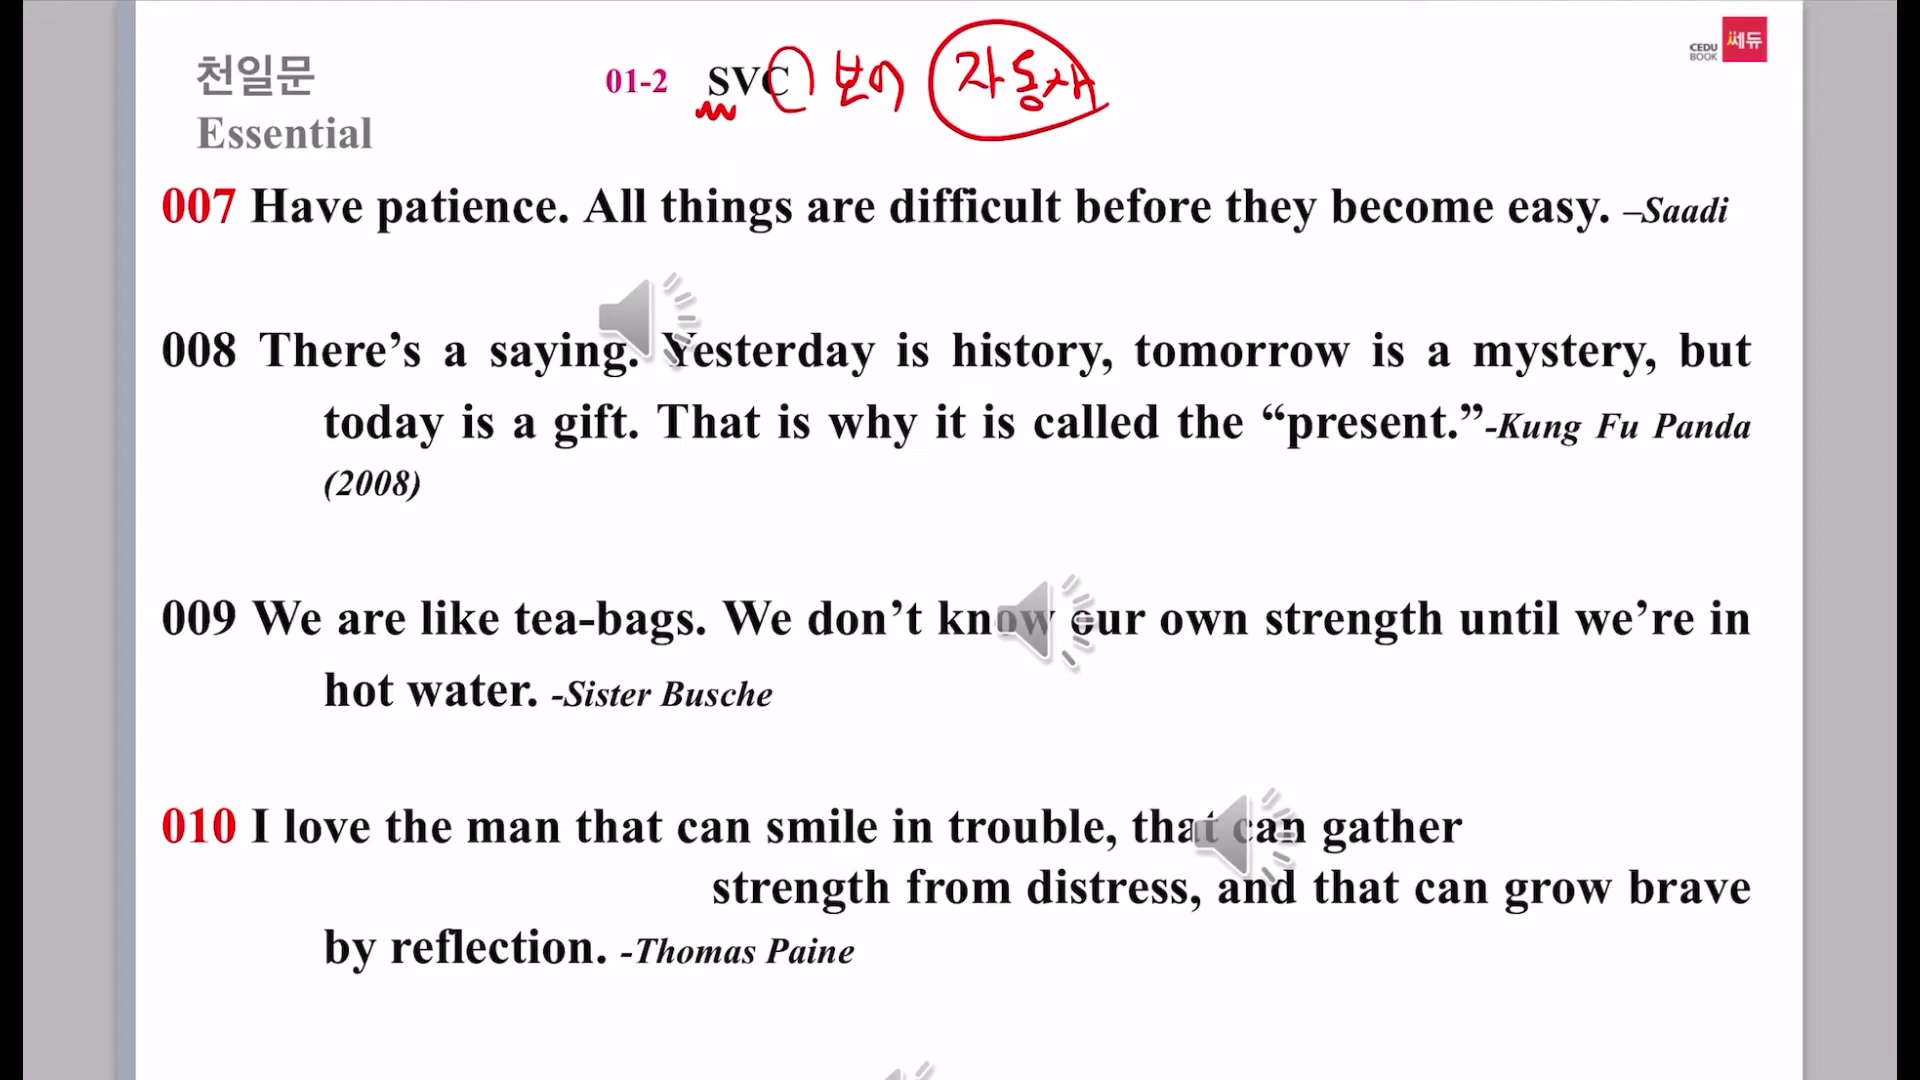 천일문
Essential
01-2 SVC 보어
CEDU
BOOK
쎄듀
007 Have patience. All things are difficult before they become easy. –Saadi
008 There’s a saying. Yesterday is history, tomorrow is a mystery, but
today is a gift. That is why it is called the “present.”-Kung Fu Panda
(2008)
009 We are like tea-bags. We don’t know our own strength until we’re in
hot water. -Sister Busche
010 I love the man that can smile in trouble, that can gather
strength from distress, and that can grow brave
by reflection. -Thomas Paine